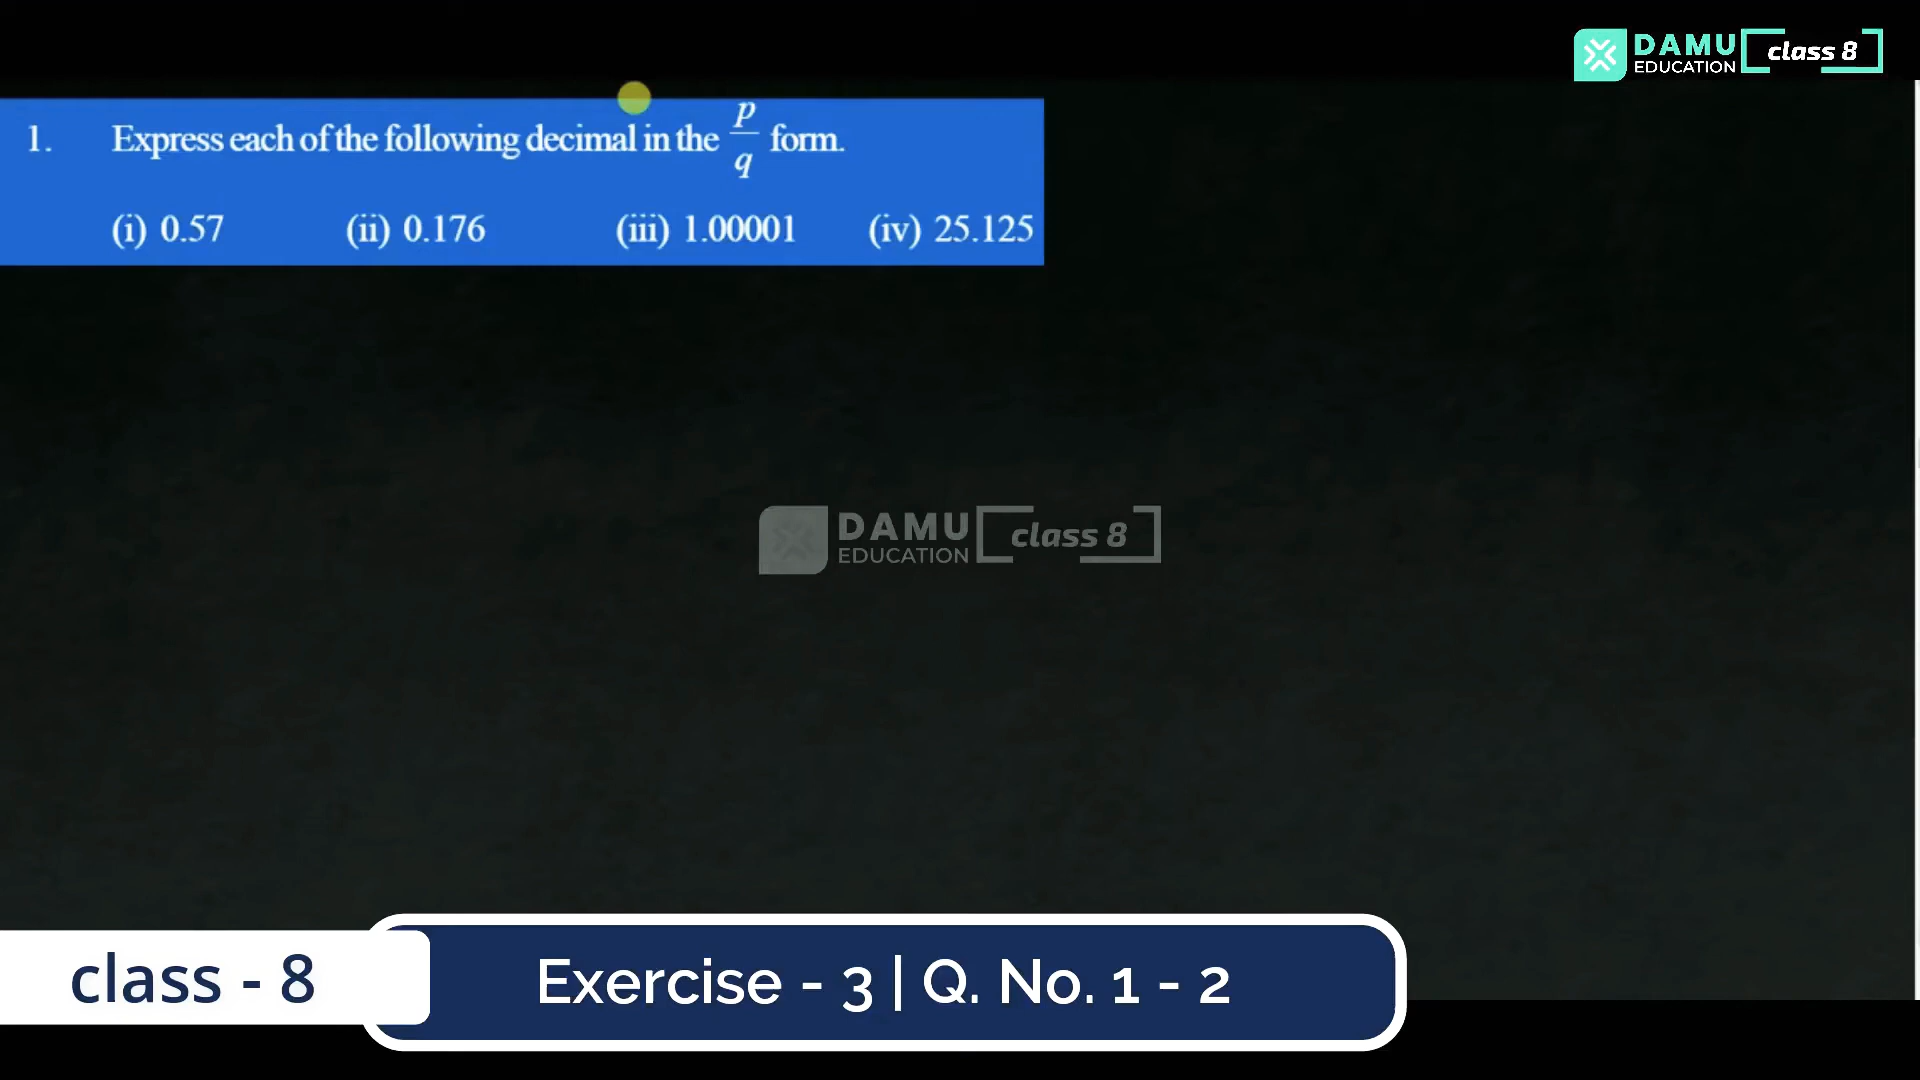 DAMU
EDUCATION
class 8
1. Express each of the following decimal in the p/q form.
(i) 0.57 (ii) 0.176 (iii) 1.00001 (iv) 25.125
DAMU
EDUCATION
class 8
class - 8
Exercise - 3 | Q. No. 1 - 2